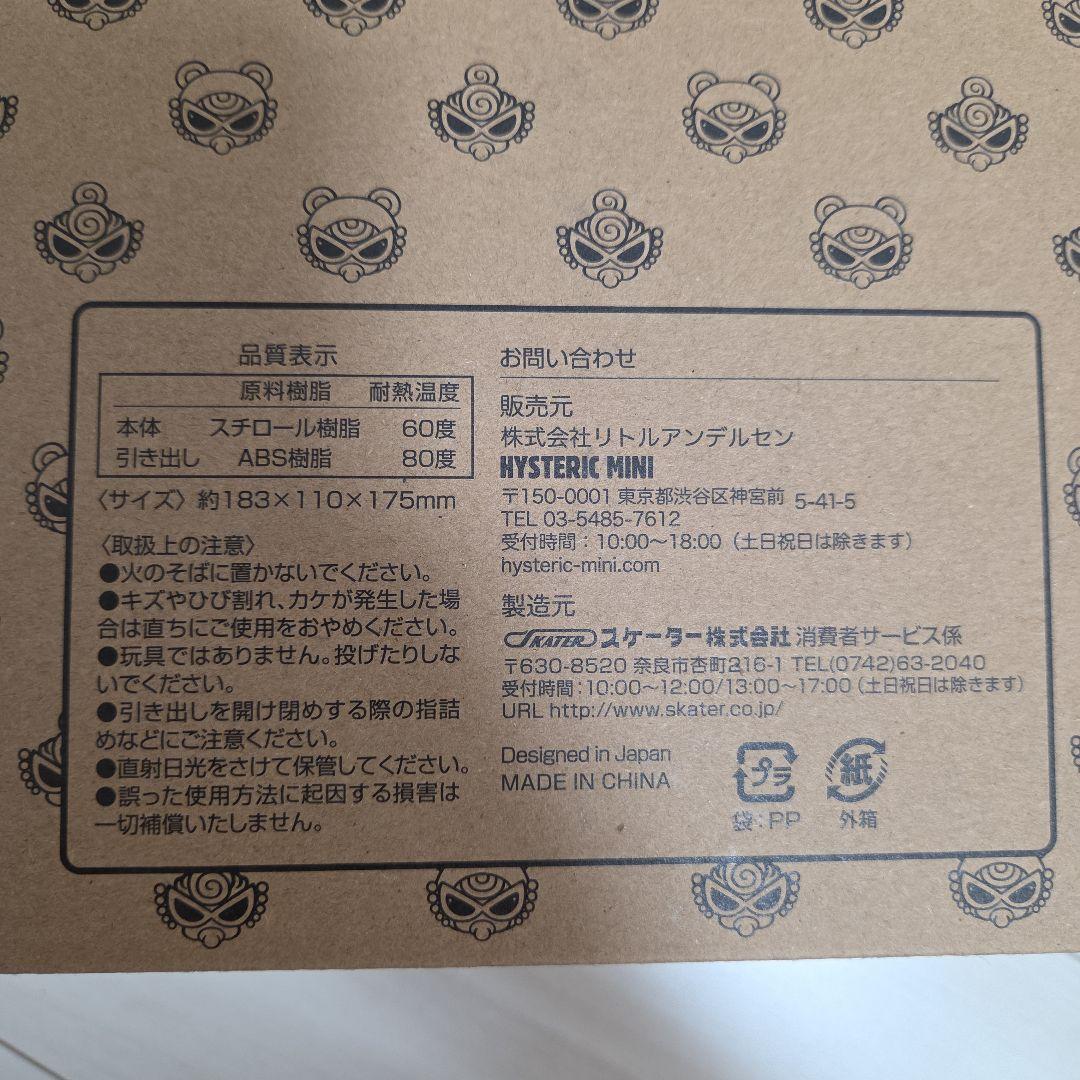 品質表示
原料樹脂 耐熱温度
本体 スチロール樹脂 60度
引き出し ABS樹脂 80度
〈サイズ〉約183×110×175mm
〈取扱上の注意〉
●火のそばに置かないでください。
●キズやひび割れ、カケが発生した場
合は直ちにご使用をおやめください。
●玩具ではありません。投げたりしな
いでください。
●引き出しを開け閉めする際の指詰
めなどにご注意ください。
●直射日光をさけて保管してください。
●誤った使用方法に起因する損害は
一切補償いたしません。
お問い合わせ
販売元
株式会社リトルアンデルセン
HYSTERIC MINI
〒150-0001 東京都渋谷区神宮前 5-41-5
TEL 03-5485-7612
受付時間：10:00〜18:00（土日祝日は除きます）
hysteric-mini.com
製造元
SKATER スケーター株式会社 消費者サービス係
〒630-8520 奈良市杏町216-1 TEL(0742)63-2040
受付時間：10:00〜12:00/13:00〜17:00（土日祝日は除きます）
URL http://www.skater.co.jp/
Designed in Japan
MADE IN CHINA
プラ 紙
袋：PP 外箱